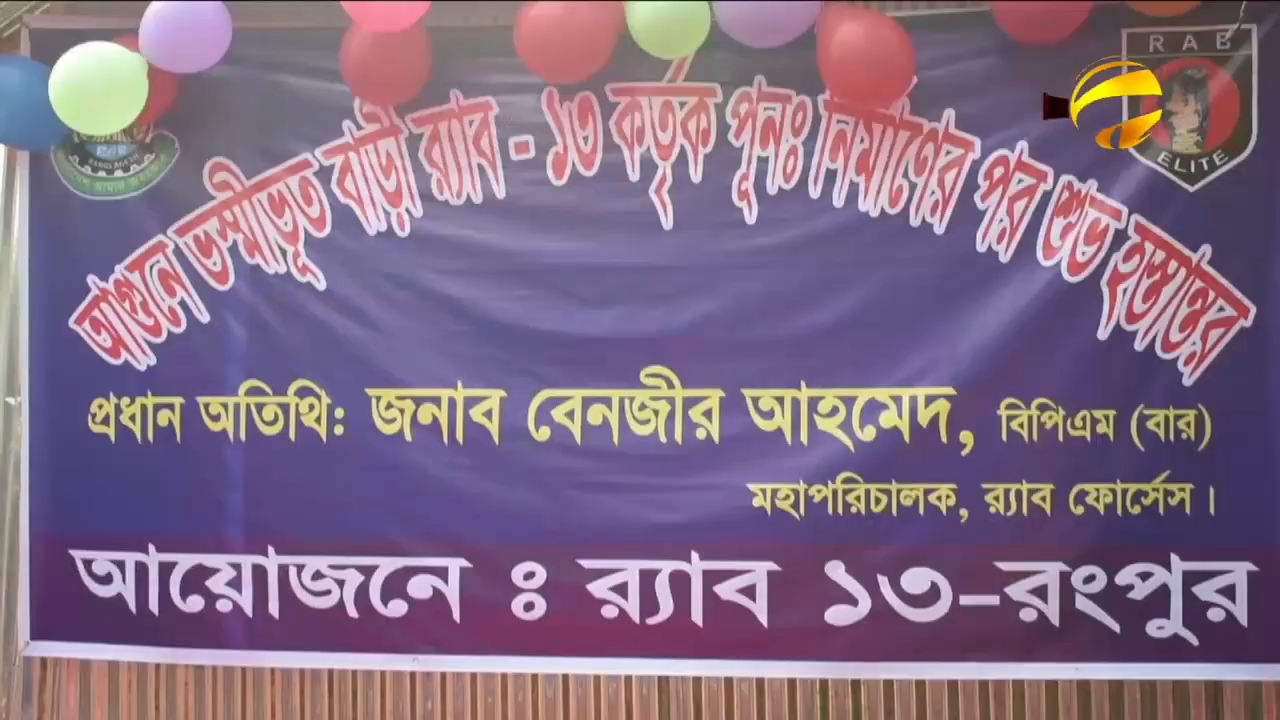 আগুনে ভস্মীভূত বাড়ী র‍্যাব - ১৩ কর্তৃক পূনঃ নির্মাণের পর শুভ হস্তান্তর
প্রধান অতিথি: জনাব বেনজীর আহমেদ, বিপিএম (বার)
মহাপরিচালক, র‍্যাব ফোর্সেস।
আয়োজনে ঃ র‍্যাব ১৩-রংপুর
RAB
ELITE
BANGLADESH